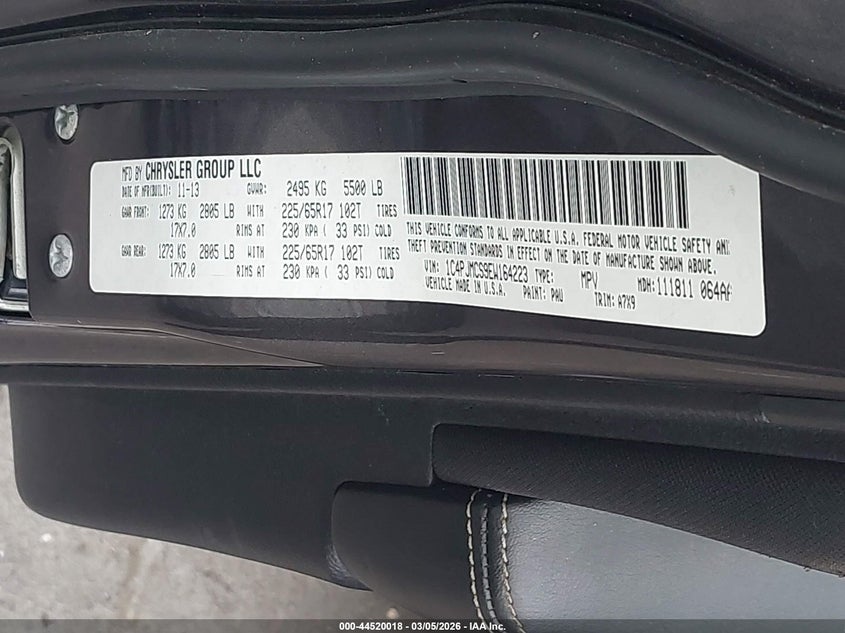 MFD BY CHRYSLER GROUP LLC
DATE OF MFR(BUILT): 11-13 GVWR: 2495 KG 5500 LB
GAWR FRONT: 1273 KG 2805 LB WITH 225/65R17 102T TIRES
17X7.0 RIMS AT 230 KPA ( 33 PSI) COLD
GAWR REAR: 1273 KG 2805 LB WITH 225/65R17 102T TIRES
17X7.0 RIMS AT 230 KPA ( 33 PSI) COLD
THIS VEHICLE CONFORMS TO ALL APPLICABLE U.S.A. FEDERAL MOTOR VEHICLE SAFETY AND
THEFT PREVENTION STANDARDS IN EFFECT ON THE DATE OF MANUFACTURE SHOWN ABOVE.
VIN: 1C4PJMCS9EW164223 TYPE: MPV MDH: 111811 064AA
VEHICLE MADE IN U.S.A. PAINT: PAU TRIM: A7X9
000-44520018 - 03/05/2026 - IAA Inc.